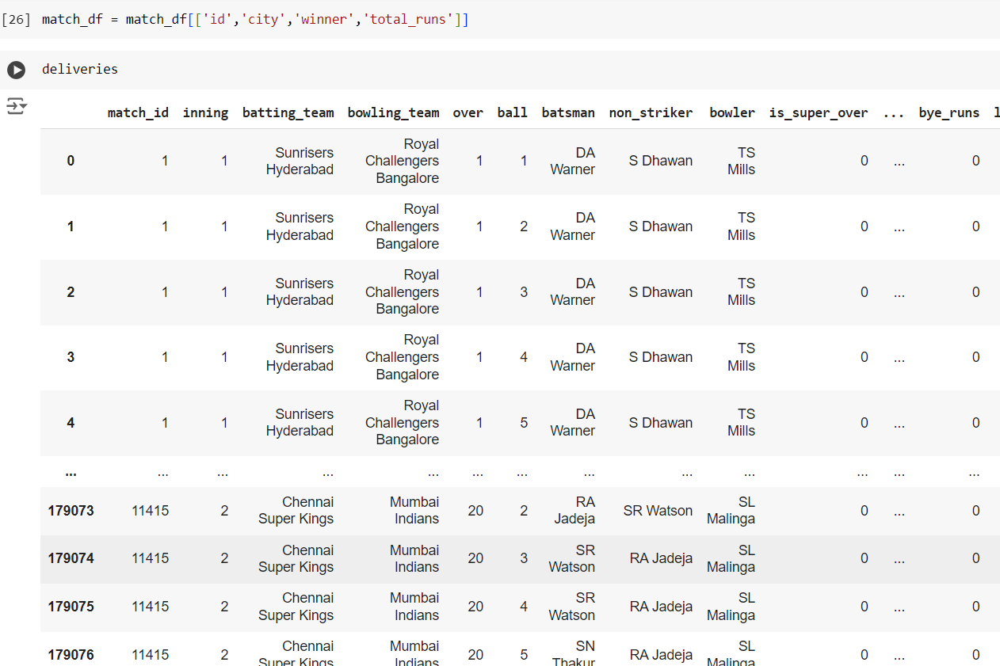 [26] match_df = match_df[['id','city','winner','total_runs']]
deliveries
match_id inning batting_team bowling_team over ball batsman non_striker bowler is_super_over ... bye_runs
0 1 1 Sunrisers Hyderabad Royal Challengers Bangalore 1 1 DA Warner S Dhawan TS Mills 0 ... 0
1 1 1 Sunrisers Hyderabad Royal Challengers Bangalore 1 2 DA Warner S Dhawan TS Mills 0 ... 0
2 1 1 Sunrisers Hyderabad Royal Challengers Bangalore 1 3 DA Warner S Dhawan TS Mills 0 ... 0
3 1 1 Sunrisers Hyderabad Royal Challengers Bangalore 1 4 DA Warner S Dhawan TS Mills 0 ... 0
4 1 1 Sunrisers Hyderabad Royal Challengers Bangalore 1 5 DA Warner S Dhawan TS Mills 0 ... 0
... ... ... ... ... ... ... ... ... ... ... ... ...
179073 11415 2 Chennai Super Kings Mumbai Indians 20 2 RA Jadeja SR Watson SL Malinga 0 ... 0
179074 11415 2 Chennai Super Kings Mumbai Indians 20 3 SR Watson RA Jadeja SL Malinga 0 ... 0
179075 11415 2 Chennai Super Kings Mumbai Indians 20 4 SR Watson RA Jadeja SL Malinga 0 ... 0
179076 11415 2 Chennai Super Kings Mumbai Indians 20 5 SN Thakur RA Jadeja SL Malinga 0 ... 0